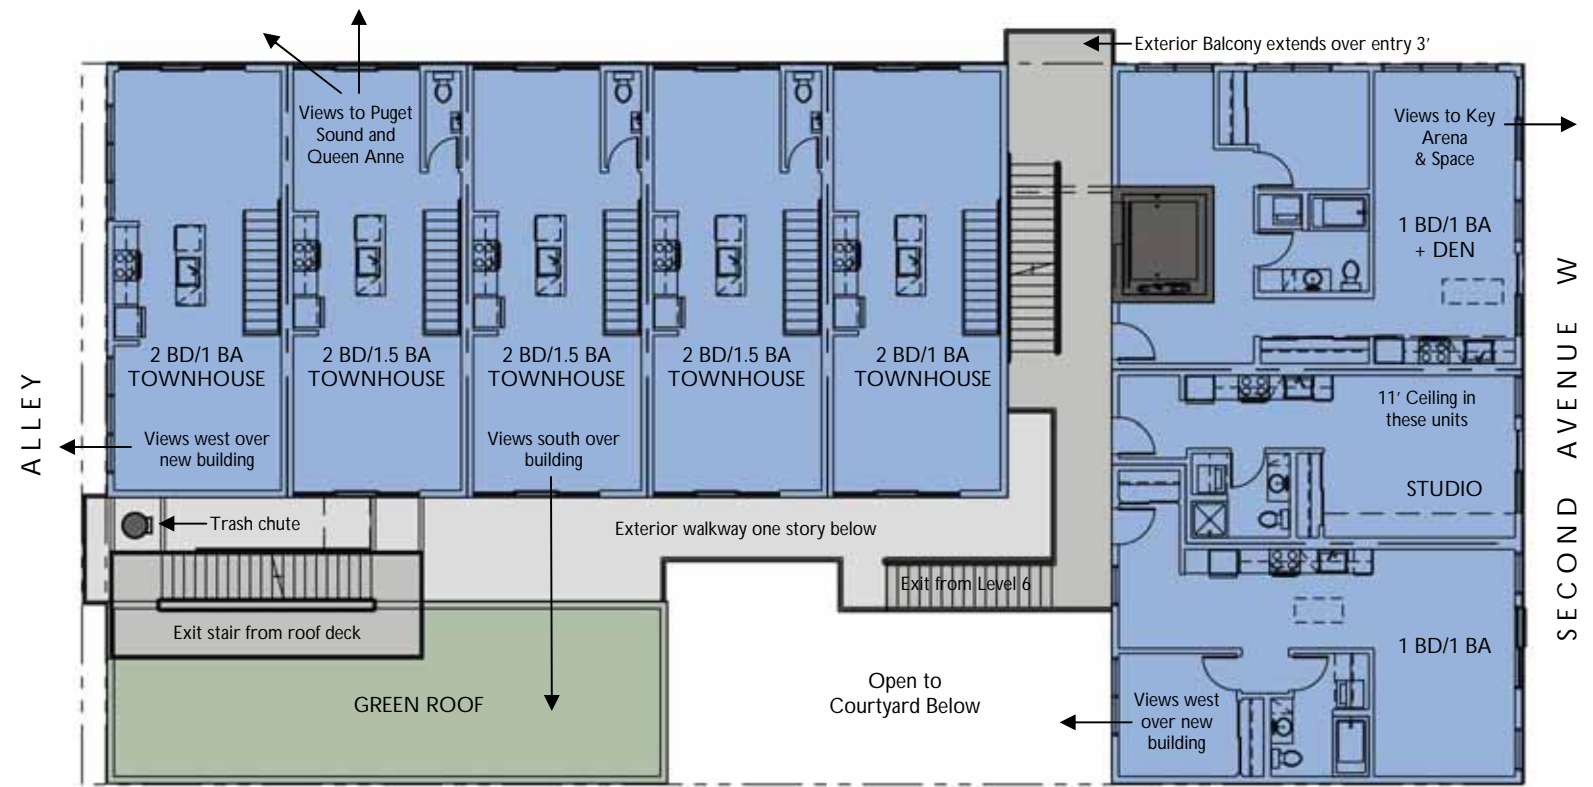 Exterior Balcony extends over entry 3'
Views to Puget
Sound and
Queen Anne
Views to Key
Arena
& Space
1 BD/1 BA
+ DEN
2 BD/1 BA
TOWNHOUSE
2 BD/1.5 BA
TOWNHOUSE
2 BD/1.5 BA
TOWNHOUSE
2 BD/1.5 BA
TOWNHOUSE
2 BD/1 BA
TOWNHOUSE
ALLEY
SECOND AVENUE W
11' Ceiling in
these units
Views west over
new building
Views south over
building
STUDIO
Trash chute
Exterior walkway one story below
Exit from Level 6
Exit stair from roof deck
1 BD/1 BA
GREEN ROOF
Open to
Courtyard Below
Views west
over new
building